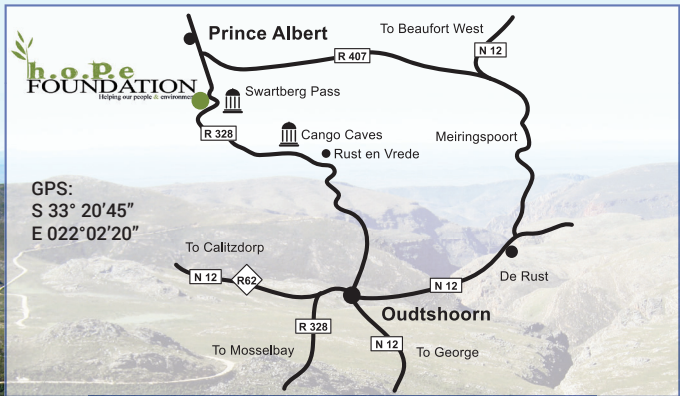 Prince Albert
To Beaufort West
N 12
R 407
h.o.P.e
FOUNDATION
Helping our people & environment
Swartberg Pass
R 328
Cango Caves
Rust en Vrede
Meiringspoort
GPS:
S 33° 20’45”
E 022°02’20”
To Calitzdorp
N 12
R62
N 12
De Rust
Oudtshoorn
R 328
N 12
To Mosselbay
To George